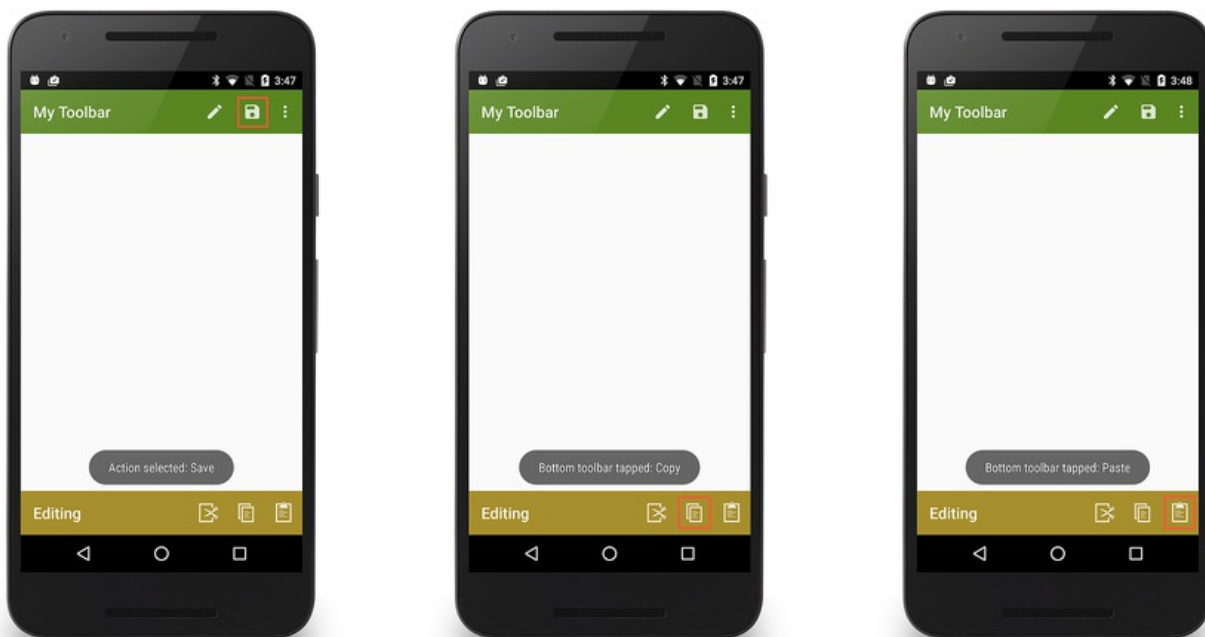 3:47
My Toolbar
Action selected: Save
Editing
3:47
My Toolbar
Bottom toolbar tapped: Copy
Editing
3:48
My Toolbar
Bottom toolbar tapped: Paste
Editing